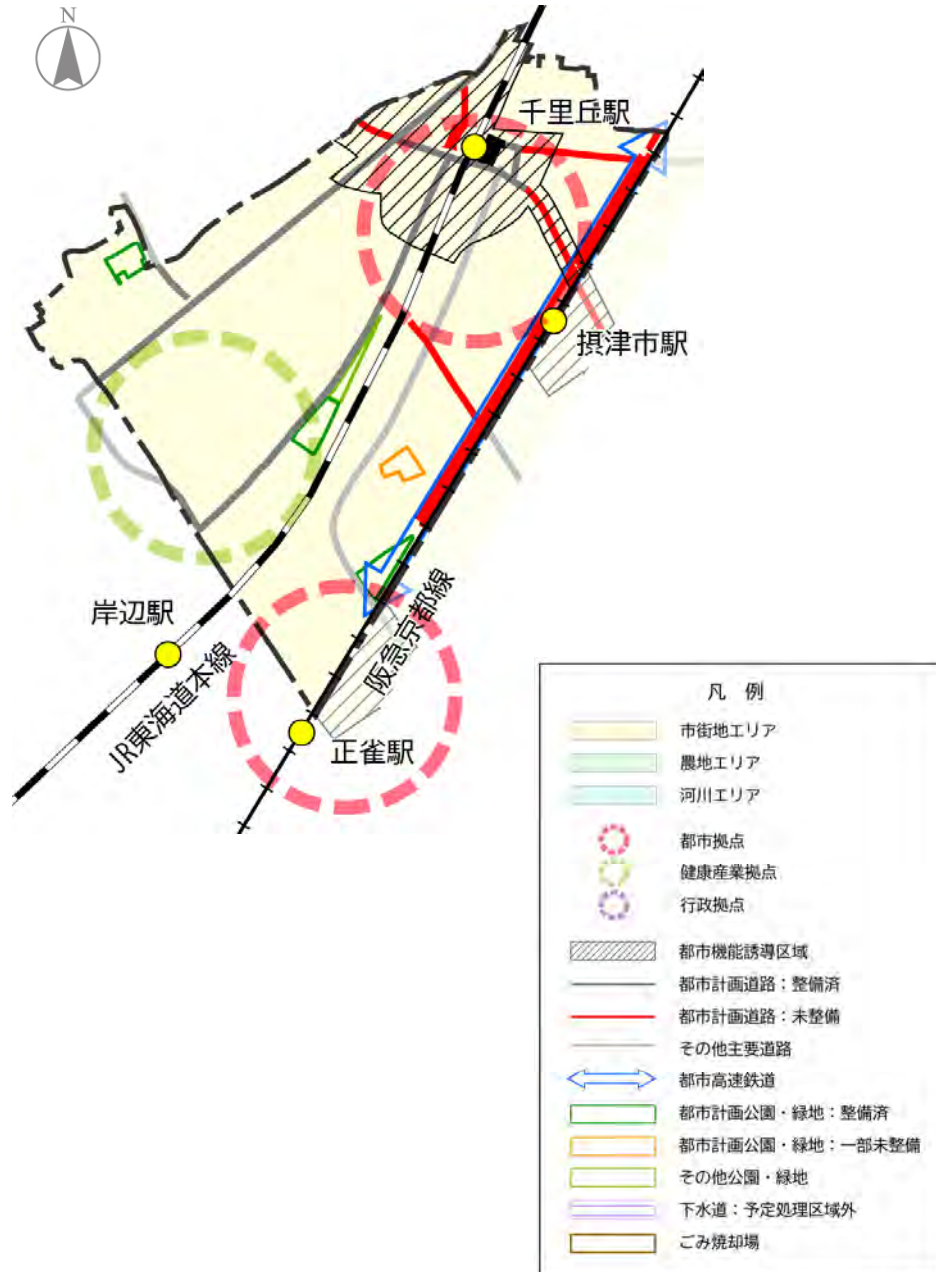 N
千里丘駅
摂津市駅
岸辺駅
JR東海道本線
阪急京都線
正雀駅
凡 例
市街地エリア
農地エリア
河川エリア
都市拠点
健康産業拠点
行政拠点
都市機能誘導区域
都市計画道路：整備済
都市計画道路：未整備
その他主要道路
都市高速鉄道
都市計画公園・緑地：整備済
都市計画公園・緑地：一部未整備
その他公園・緑地
下水道：予定処理区域外
ごみ焼却場